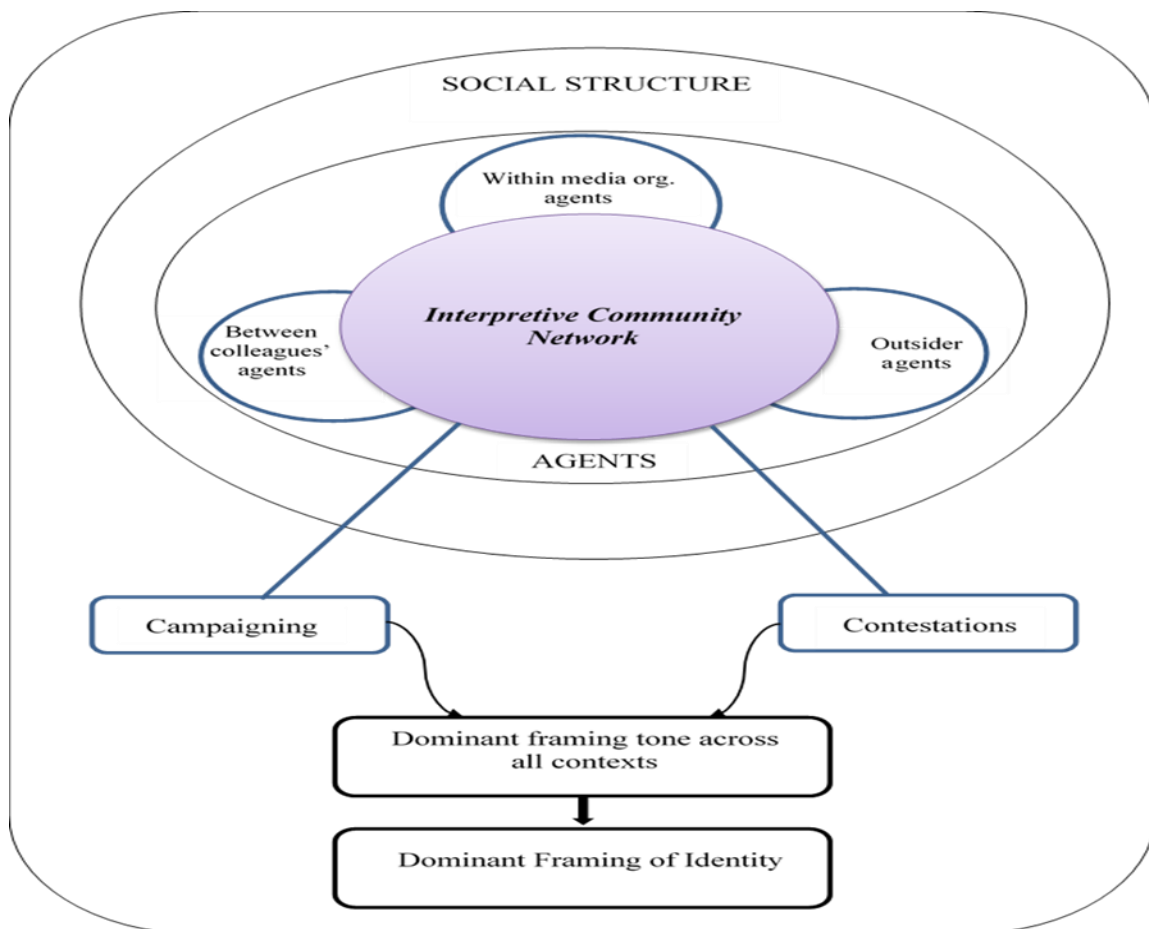 SOCIAL STRUCTURE
Within media org.
agents
Interpretive Community
Network
Between
colleagues’
agents
Outsider
agents
AGENTS
Campaigning
Contestations
Dominant framing tone across
all contexts
Dominant Framing of Identity